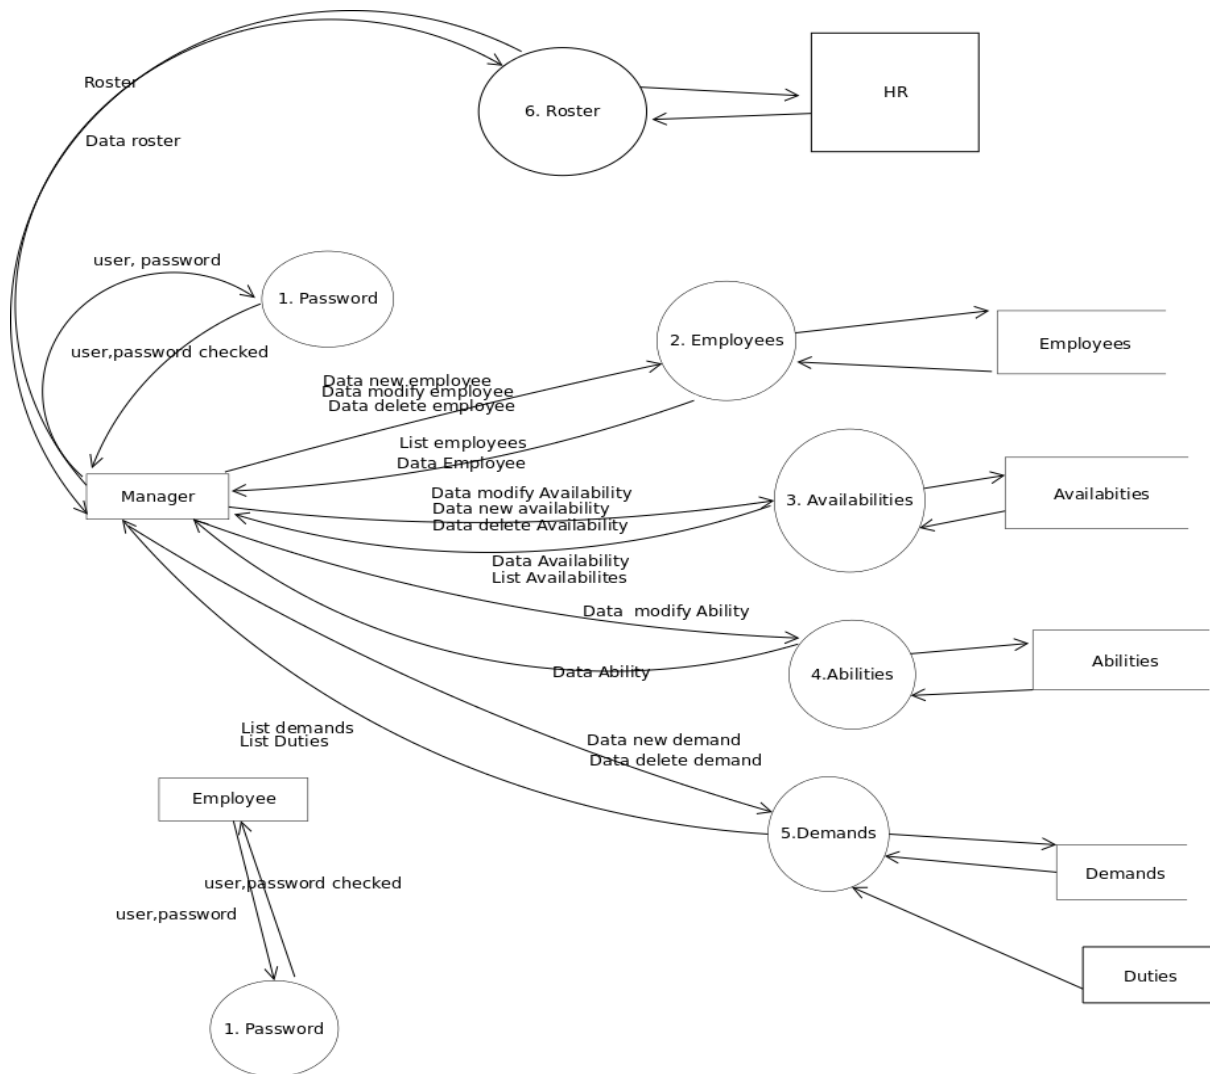 Roster
6. Roster
HR
Data roster
user, password
1. Password
user,password checked
2. Employees
Employees
Data new employee
Data modify employee
Data delete employee
List employees
Data Employee
Manager
Data modify Availability
Data new availability
Data delete Availability
3. Availabilities
Availabities
Data Availability
List Availabilites
Data  modify Ability
Data Ability
4.Abilities
Abilities
List demands
List Duties
Data new demand
Data delete demand
Employee
5.Demands
Demands
user,password checked
user,password
Duties
1. Password